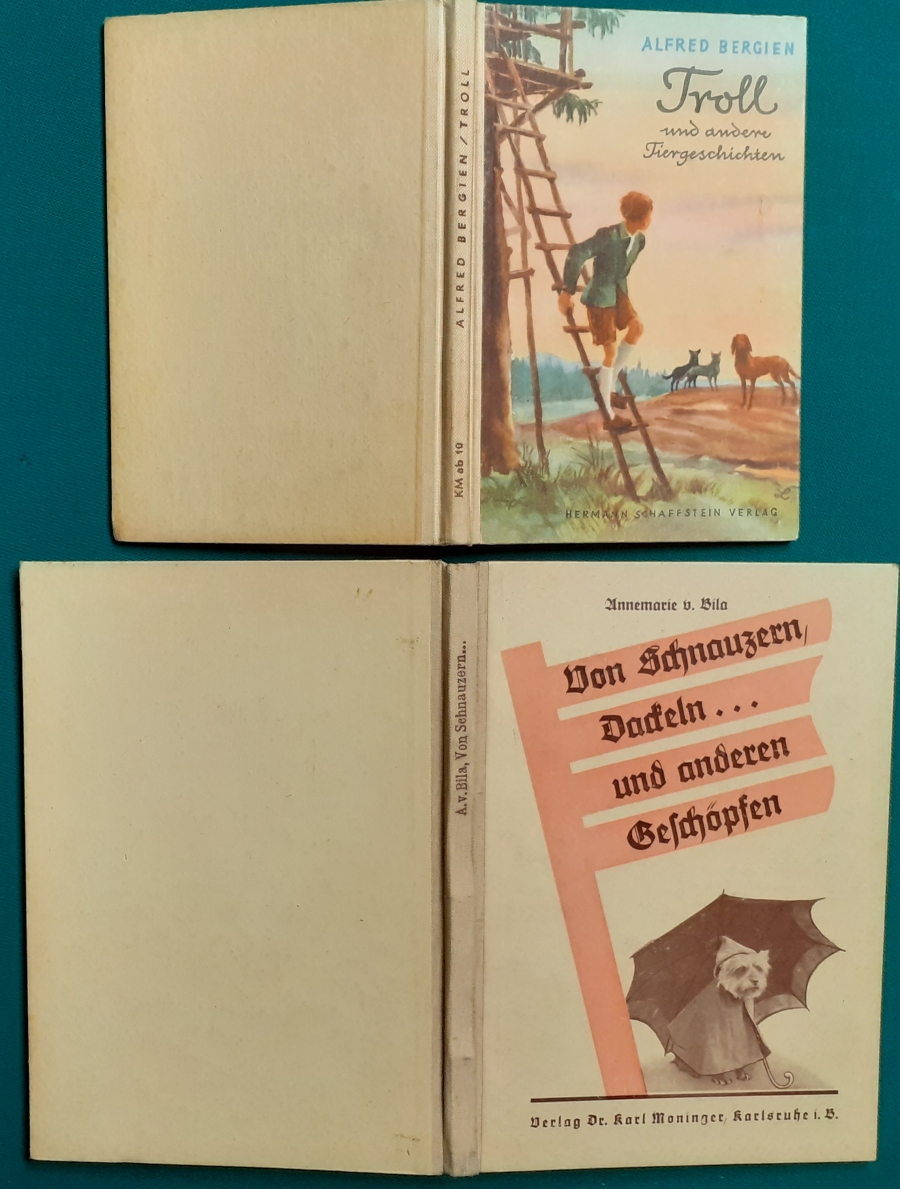 ALFRED BERGIEN / TROLL
KM ab 10
ALFRED BERGIEN
Troll
und andere
Tiergeschichten
HERMANN SCHAFFSTEIN VERLAG
A. v. Bila, Von Schnauzern...
Annemarie v. Bila
Von Schnauzern,
Dackeln...
und anderen
Geschöpfen
Verlag Dr. Karl Moninger, Karlsruhe i. B.